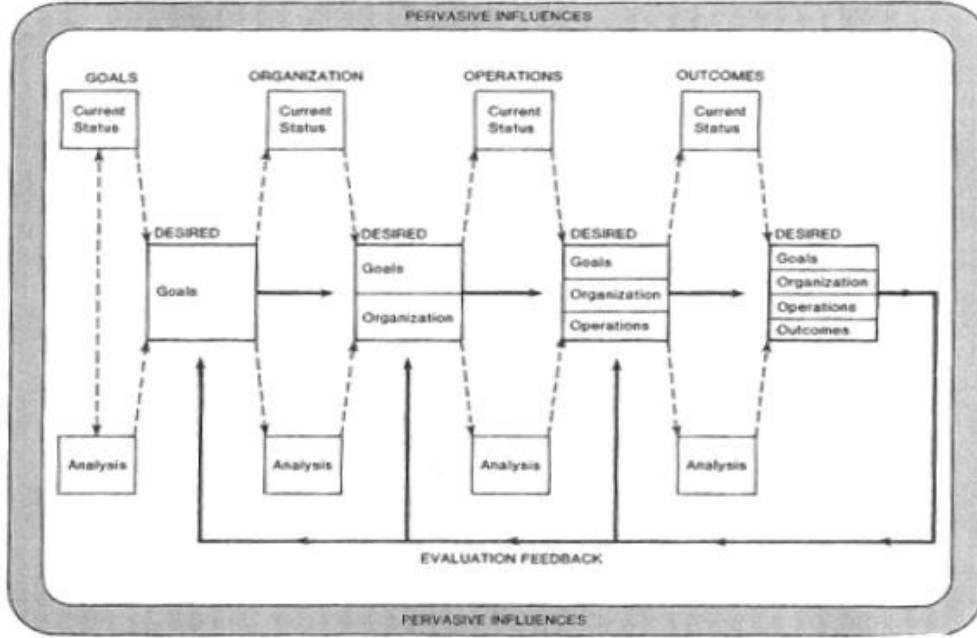 PERVASIVE INFLUENCES
GOALS
ORGANIZATION
OPERATIONS
OUTCOMES
Current
Status
Current
Status
Current
Status
Current
Status
DESIRED
DESIRED
DESIRED
DESIRED
Goals
Goals
Organization
Goals
Organization
Operations
Goals
Organization
Operations
Outcomes
Analysis
Analysis
Analysis
Analysis
EVALUATION FEEDBACK
PERVASIVE INFLUENCES